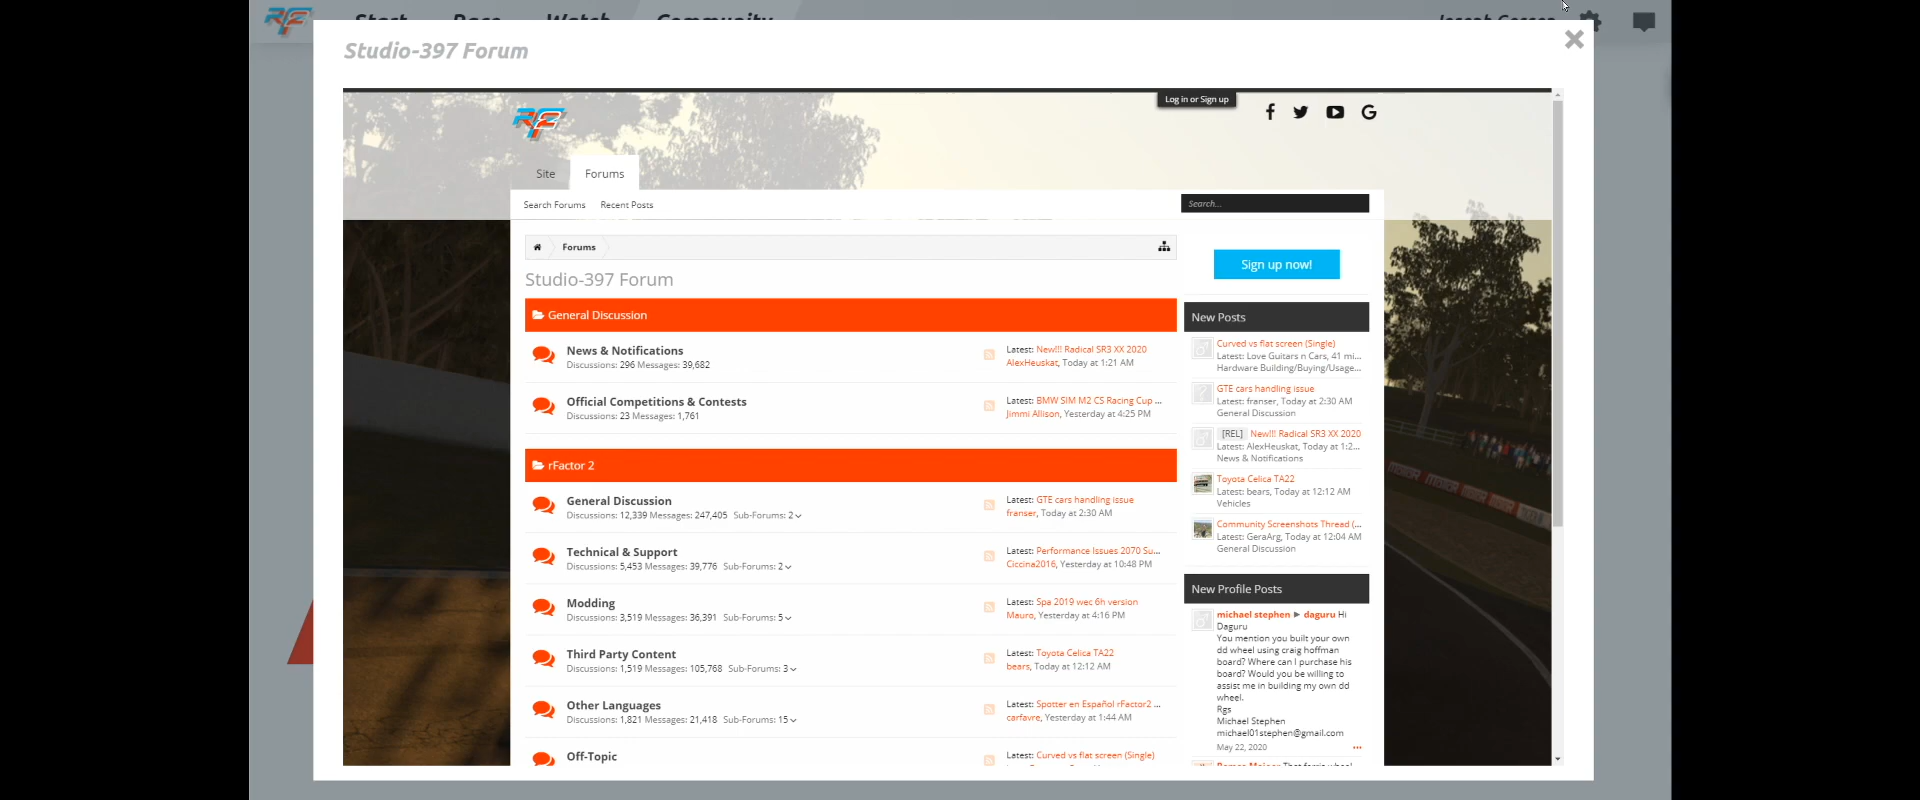 Start Race Watch Community
Studio-397 Forum
Log in or Sign up
Site Forums
Search Forums Recent Posts
Search...
Forums
Sign up now!
Studio-397 Forum
General Discussion
News & Notifications
Discussions: 296 Messages: 39,682
Latest: New!!! Radical SR3 XX 2020
AlexHeuskat, Today at 1:21 AM
Official Competitions & Contests
Discussions: 23 Messages: 1,761
Latest: BMW SIM M2 CS Racing Cup ...
Jimmi Allison, Yesterday at 4:25 PM
rFactor 2
General Discussion
Discussions: 12,339 Messages: 247,405 Sub-Forums: 2
Latest: GTE cars handling issue
franser, Today at 2:30 AM
Technical & Support
Discussions: 5,453 Messages: 39,776 Sub-Forums: 2
Latest: Performance Issues 2070 Su...
Ciccina2016, Yesterday at 10:48 PM
Modding
Discussions: 3,519 Messages: 36,391 Sub-Forums: 5
Latest: Spa 2019 wec 6h version
Mauro, Yesterday at 4:16 PM
Third Party Content
Discussions: 1,519 Messages: 105,768 Sub-Forums: 3
Latest: Toyota Celica TA22
bears, Today at 12:12 AM
Other Languages
Discussions: 1,821 Messages: 21,418 Sub-Forums: 15
Latest: Spotter en Español rFactor2 ...
carfavre, Yesterday at 1:44 AM
Off-Topic
Latest: Curved vs flat screen (Single)
New Posts
Curved vs flat screen (Single)
Latest: Love Guitars n Cars, 41 mi...
Hardware Building/Buying/Usage...
GTE cars handling issue
Latest: franser, Today at 2:30 AM
General Discussion
[REL] New!!! Radical SR3 XX 2020
Latest: AlexHeuskat, Today at 1:2...
News & Notifications
Toyota Celica TA22
Latest: bears, Today at 12:12 AM
Vehicles
Community Screenshots Thread (...
Latest: GeraArg, Today at 12:04 AM
General Discussion
New Profile Posts
michael stephen ► daguru Hi
Daguru
You mention you built your own
dd wheel using craig hoffman
board? Where can I purchase his
board? Would you be willing to
assist me in building my own dd
wheel.
Rgs
Michael Stephen
michael01stephen@gmail.com
May 22, 2020